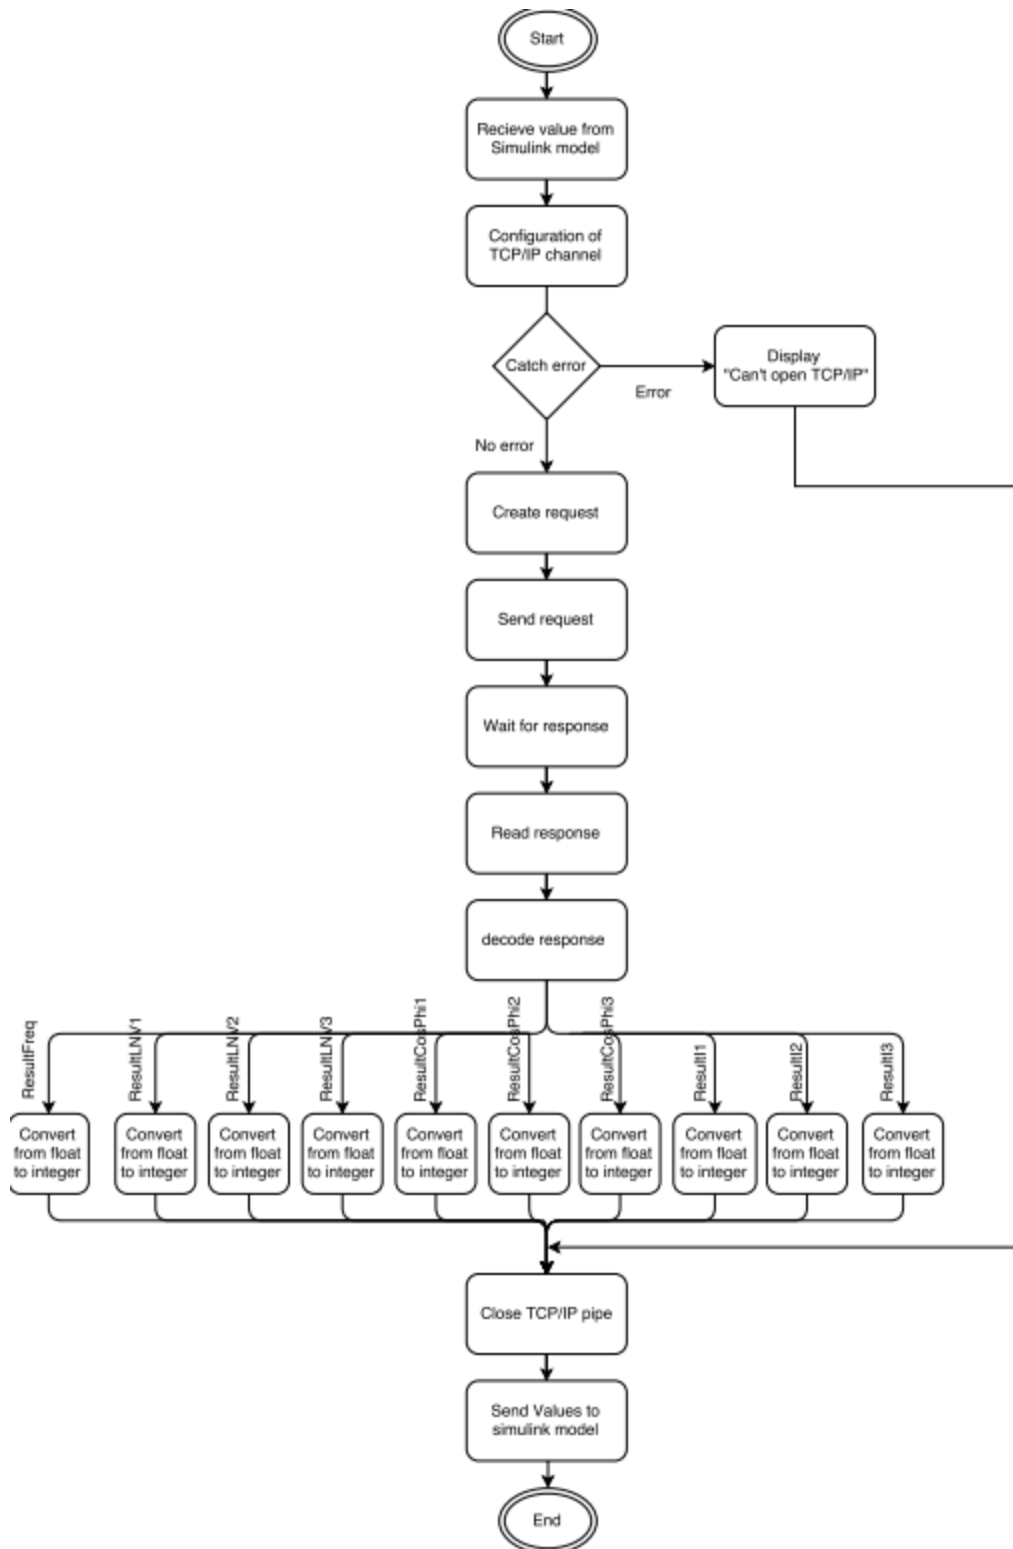 Start
Recieve value from
Simulink model
Configuration of
TCP/IP channel
Catch error
Error
Display
"Can't open TCP/IP"
No error
Create request
Send request
Wait for response
Read response
decode response
ResultFreq
ResultLNV1
ResultLNV2
ResultLNV3
ResultCosPhi1
ResultCosPhi2
ResultCosPhi3
ResultI1
ResultI2
ResultI3
Convert
from float
to integer
Convert
from float
to integer
Convert
from float
to integer
Convert
from float
to integer
Convert
from float
to integer
Convert
from float
to integer
Convert
from float
to integer
Convert
from float
to integer
Convert
from float
to integer
Convert
from float
to integer
Close TCP/IP pipe
Send Values to
simulink model
End